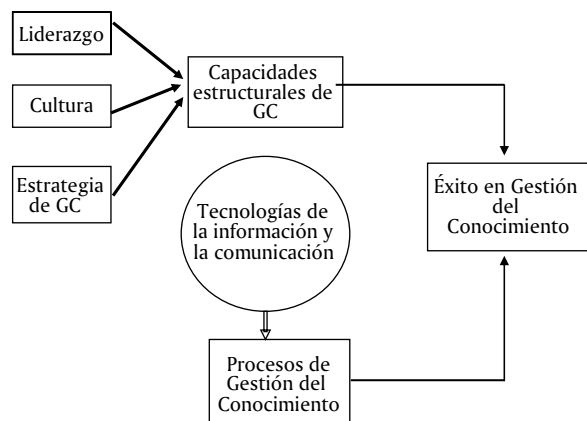 Liderazgo
Cultura
Estrategia
de GC
Capacidades
estructurales de
GC
Tecnologías de
la información y
la comunicación
Procesos de
Gestión del
Conocimiento
Éxito en Gestión
del
Conocimiento